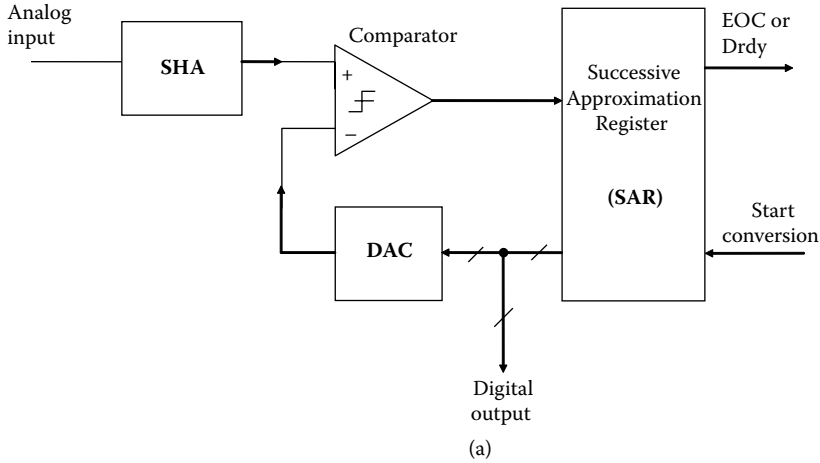 Analog
input
SHA
Comparator
+
−
Successive
Approximation
Register
(SAR)
EOC or
Drdy
Start
conversion
DAC
Digital
output
(a)